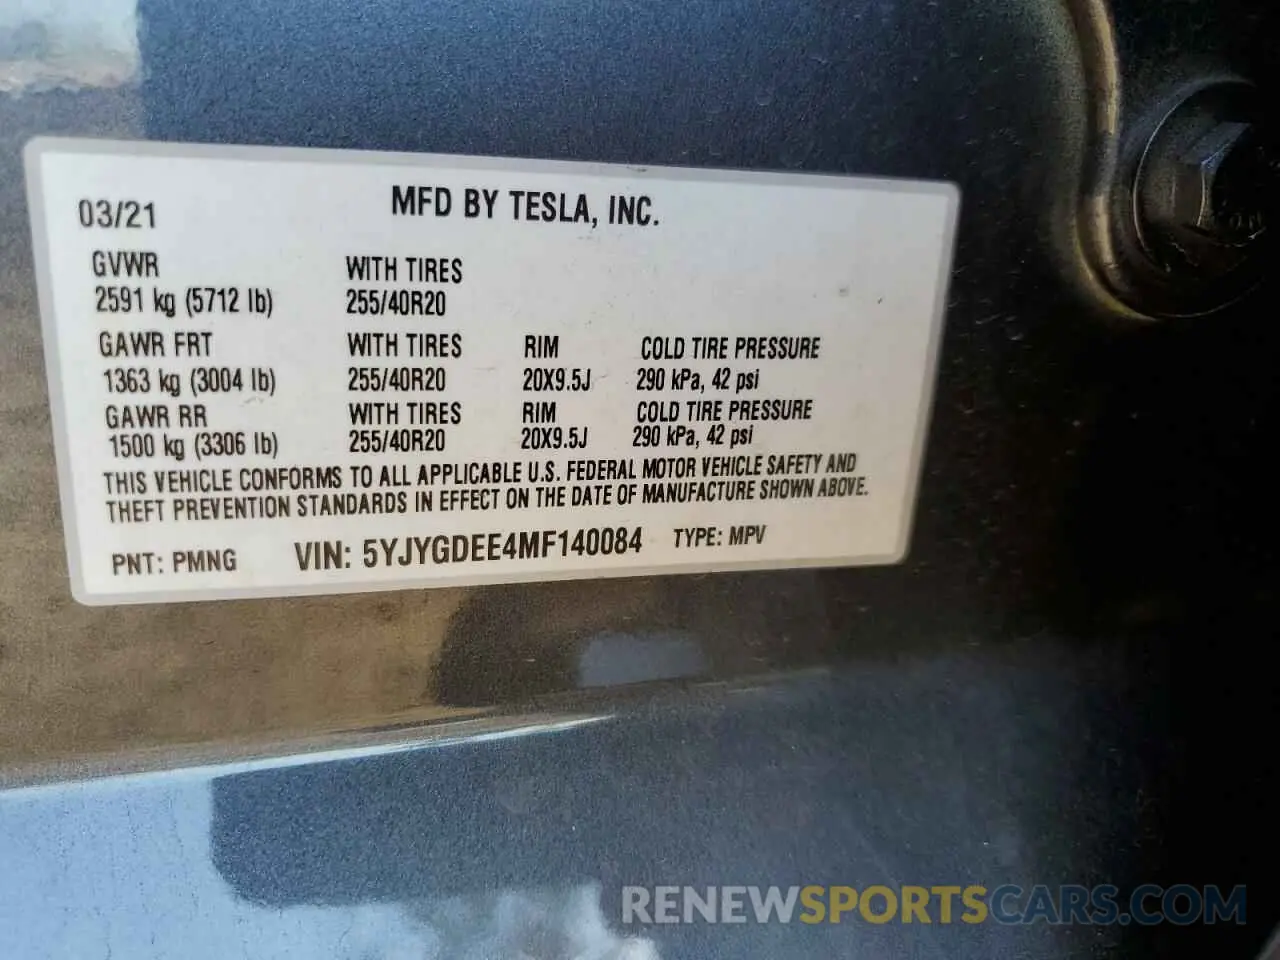 03/21 MFD BY TESLA, INC.
GVWR WITH TIRES
2591 kg (5712 lb) 255/40R20
GAWR FRT WITH TIRES RIM COLD TIRE PRESSURE
1363 kg (3004 lb) 255/40R20 20X9.5J 290 kPa, 42 psi
GAWR RR WITH TIRES RIM COLD TIRE PRESSURE
1500 kg (3306 lb) 255/40R20 20X9.5J 290 kPa, 42 psi
THIS VEHICLE CONFORMS TO ALL APPLICABLE U.S. FEDERAL MOTOR VEHICLE SAFETY AND
THEFT PREVENTION STANDARDS IN EFFECT ON THE DATE OF MANUFACTURE SHOWN ABOVE.
PNT: PMNG VIN: 5YJYGDEE4MF140084 TYPE: MPV
RENEWSPORTSCARS.COM